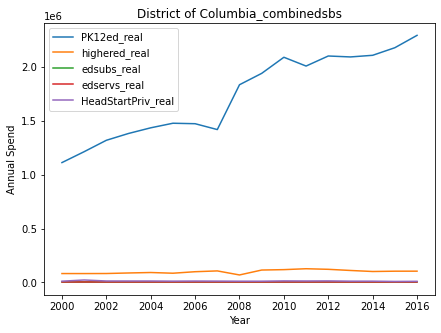 District of Columbia_combinedsbs
1e6
PK12ed_real
highered_real
edsubs_real
edservs_real
HeadStartPriv_real
Annual Spend
2.0
1.5
1.0
0.5
0.0
2000 2002 2004 2006 2008 2010 2012 2014 2016
Year